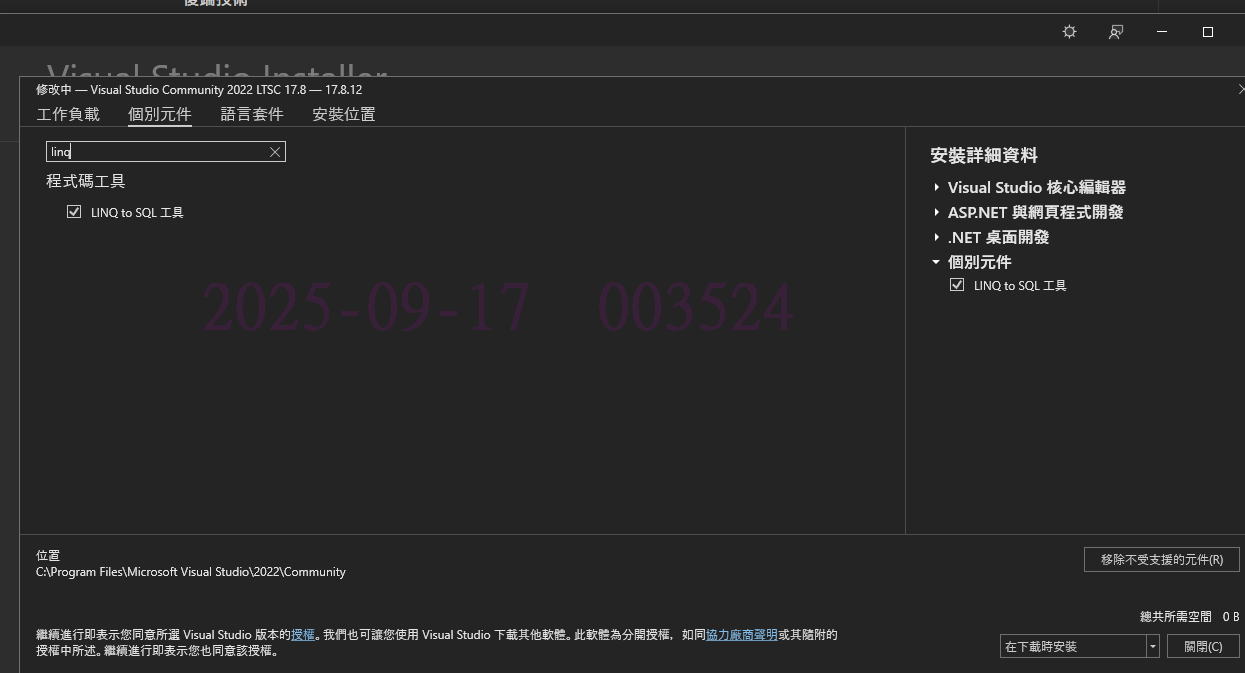 後端技術
Visual Studio Installer
修改中 — Visual Studio Community 2022 LTSC 17.8 — 17.8.12
工作負載 個別元件 語言套件 安裝位置
linq
程式碼工具
LINQ to SQL 工具
安裝詳細資料
Visual Studio 核心編輯器
ASP.NET 與網頁程式開發
.NET 桌面開發
個別元件
LINQ to SQL 工具
2025-09-17 003524
位置
C:\Program Files\Microsoft Visual Studio\2022\Community
移除不受支援的元件(R)
總共所需空間 0 B
繼續進行即表示您同意所選 Visual Studio 版本的授權。我們也可讓您使用 Visual Studio 下載其他軟體。此軟體為分開授權，如同協力廠商聲明或其隨附的
授權中所述。繼續進行即表示您也同意該授權。
在下載時安裝
關閉(C)